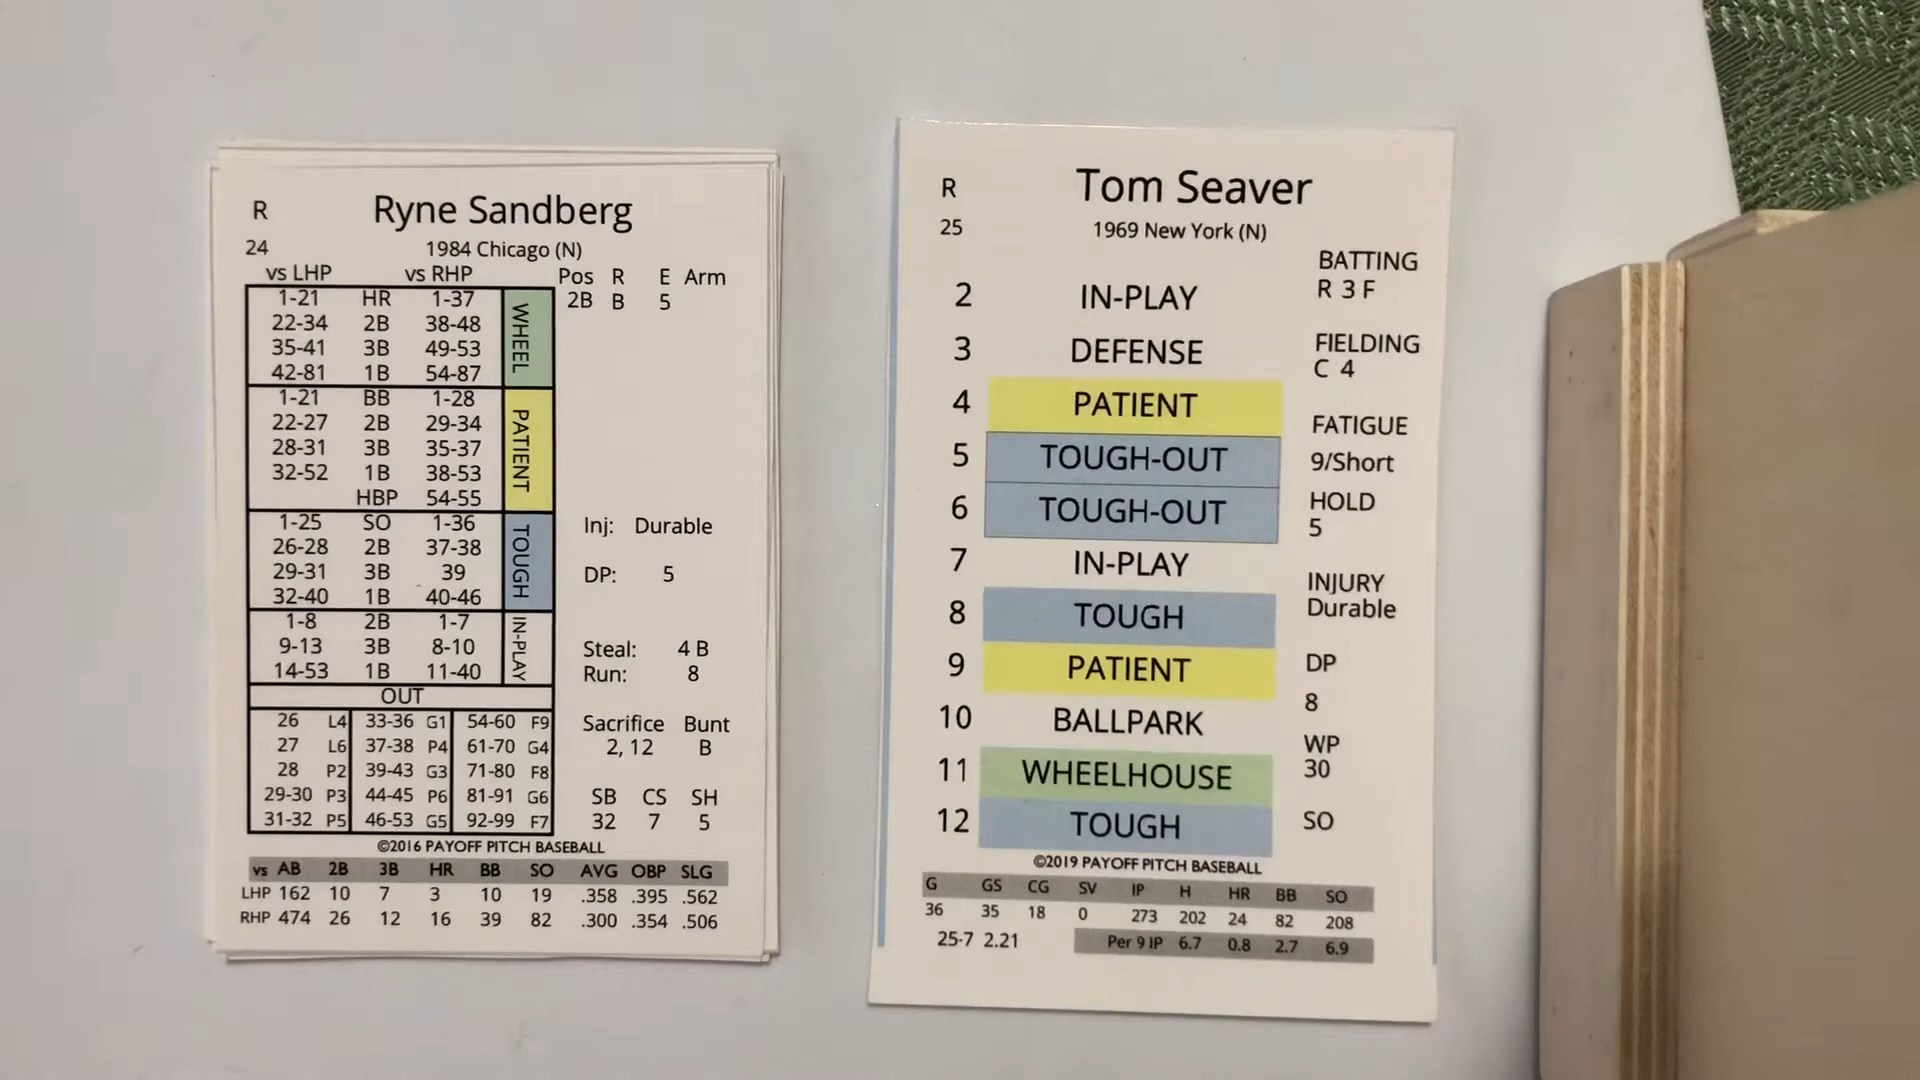 R Ryne Sandberg
24 1984 Chicago (N)
vs LHP vs RHP Pos R E Arm
1-21 HR 1-37 2B B 5
22-34 2B 38-48
35-41 3B 49-53
42-81 1B 54-87
WHEEL
1-21 BB 1-28
22-27 2B 29-34
28-31 3B 35-37
32-52 1B 38-53
HBP 54-55
PATIENT
1-25 SO 1-36
26-28 2B 37-38
29-31 3B 39
32-40 1B 40-46
TOUGH
1-8 2B 1-7
9-13 3B 8-10
14-53 1B 11-40
IN-PLAY
OUT
26 L4 33-36 G1 54-60 F9
27 L6 37-38 P4 61-70 G4
28 P2 39-43 G3 71-80 F8
29-30 P3 44-45 P6 81-91 G6
31-32 P5 46-53 G5 92-99 F7
Inj: Durable
DP: 5
Steal: 4 B
Run: 8
Sacrifice Bunt
2, 12 B
SB CS SH
32 7 5
©2016 PAYOFF PITCH BASEBALL
vs AB 2B 3B HR BB SO AVG OBP SLG
LHP 162 10 7 3 10 19 .358 .395 .562
RHP 474 26 12 16 39 82 .300 .354 .506
R Tom Seaver
25 1969 New York (N)
2 IN-PLAY
3 DEFENSE
4 PATIENT
5 TOUGH-OUT
6 TOUGH-OUT
7 IN-PLAY
8 TOUGH
9 PATIENT
10 BALLPARK
11 WHEELHOUSE
12 TOUGH
BATTING
R 3 F
FIELDING
C 4
FATIGUE
9/Short
HOLD
5
INJURY
Durable
DP
8
WP
30
SO
©2019 PAYOFF PITCH BASEBALL
G GS CG SV IP H HR BB SO
36 35 18 0 273 202 24 82 208
25-7 2.21 Per 9 IP 6.7 0.8 2.7 6.9